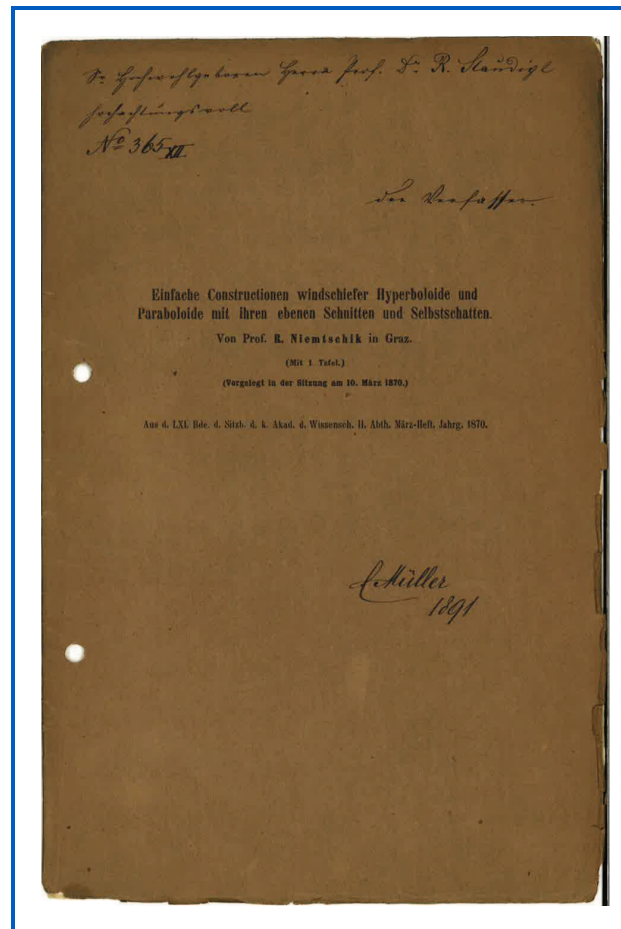 Sr. Hochwohlgeboren Herrn Prof. Dr. R. Staudigl
hochachtungsvoll
No 365 XII
der Verfasser.
Einfache Constructionen windschiefer Hyperboloide und
Paraboloide mit ihren ebenen Schnitten und Selbstschatten.
Von Prof. R. Niemtschik in Graz.
(Mit 1 Tafel.)
(Vorgelegt in der Sitzung am 10. März 1870.)
Aus d. LXI. Bde. d. Sitzb. d. k. Akad. d. Wissensch. II. Abth. März-Heft. Jahrg. 1870.
E Müller
1891